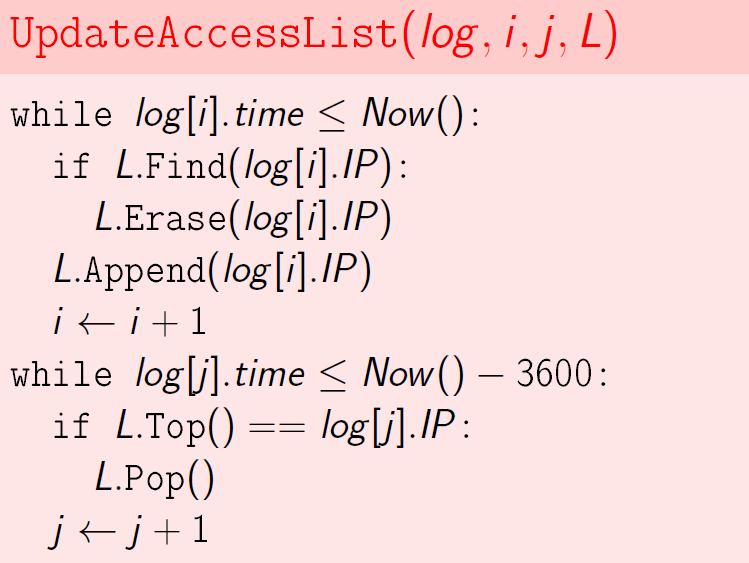 UpdateAccessList(log, i, j, L)
while log[i].time ≤ Now():
if L.Find(log[i].IP):
L.Erase(log[i].IP)
L.Append(log[i].IP)
i ← i + 1
while log[j].time ≤ Now() − 3600:
if L.Top() == log[j].IP:
L.Pop()
j ← j + 1